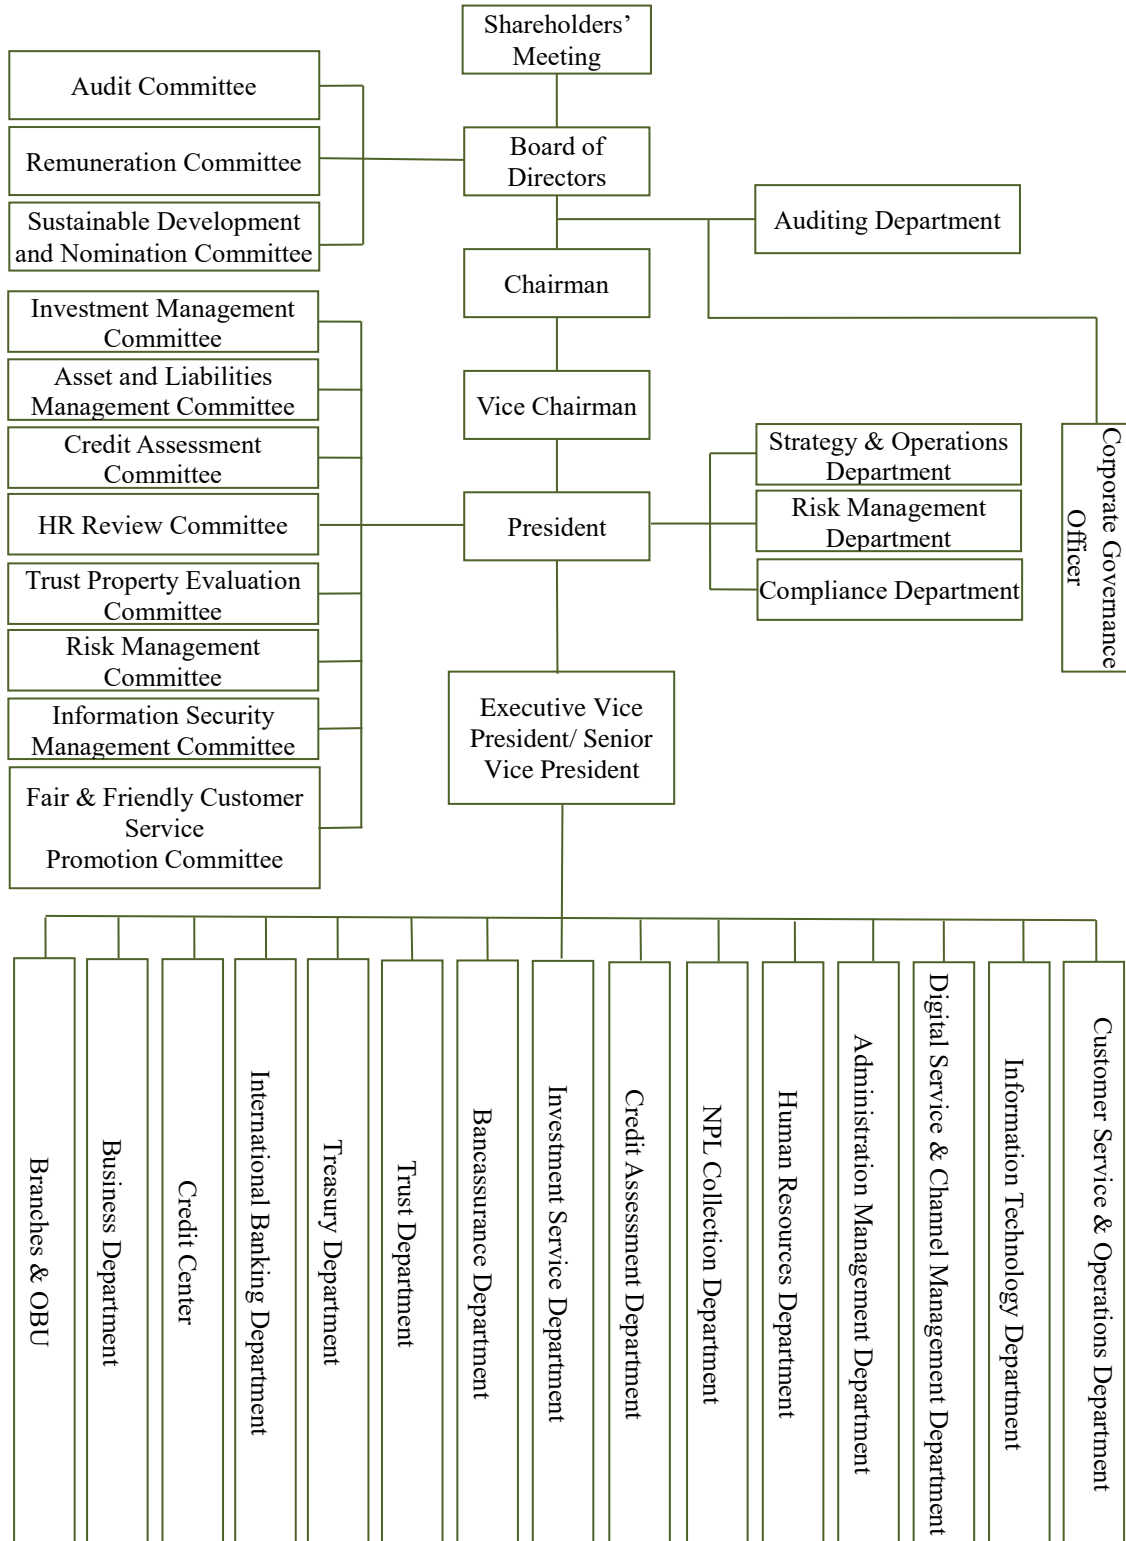 Shareholders’
Meeting
Audit Committee
Remuneration Committee
Board of
Directors
Sustainable Development
and Nomination Committee
Auditing Department
Chairman
Investment Management
Committee
Asset and Liabilities
Management Committee
Vice Chairman
Credit Assessment
Committee
Strategy & Operations
Department
Corporate Governance
Officer
HR Review Committee
President
Risk Management
Department
Trust Property Evaluation
Committee
Compliance Department
Risk Management
Committee
Information Security
Management Committee
Executive Vice
President/ Senior
Vice President
Fair & Friendly Customer
Service
Promotion Committee
Branches & OBU
Business Department
Credit Center
International Banking Department
Treasury Department
Trust Department
Bancassurance Department
Investment Service Department
Credit Assessment Department
NPL Collection Department
Human Resources Department
Administration Management Department
Digital Service & Channel Management Department
Information Technology Department
Customer Service & Operations Department